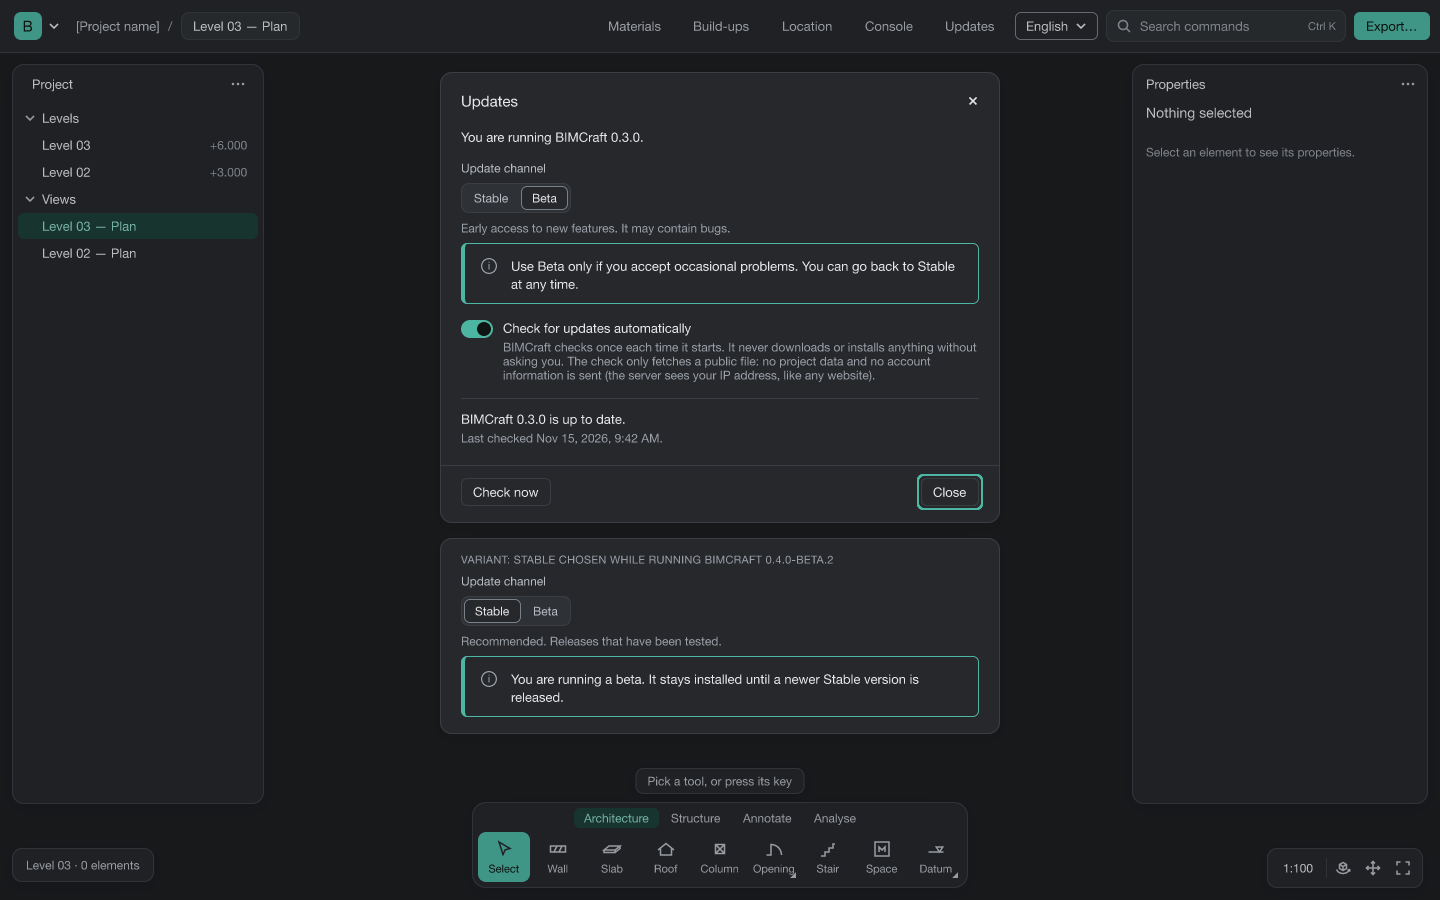 B
[Project name] / Level 03 — Plan
Materials
Build-ups
Location
Console
Updates
English
Search commands Ctrl K
Export...
Project
Levels
Level 03 +6.000
Level 02 +3.000
Views
Level 03 — Plan
Level 02 — Plan
Updates
You are running BIMCraft 0.3.0.
Update channel
Stable Beta
Early access to new features. It may contain bugs.
Use Beta only if you accept occasional problems. You can go back to Stable
at any time.
Check for updates automatically
BIMCraft checks once each time it starts. It never downloads or installs anything without
asking you. The check only fetches a public file: no project data and no account
information is sent (the server sees your IP address, like any website).
BIMCraft 0.3.0 is up to date.
Last checked Nov 15, 2026, 9:42 AM.
Check now
Close
VARIANT: STABLE CHOSEN WHILE RUNNING BIMCRAFT 0.4.0-BETA.2
Update channel
Stable Beta
Recommended. Releases that have been tested.
You are running a beta. It stays installed until a newer Stable version is
released.
Properties
Nothing selected
Select an element to see its properties.
Pick a tool, or press its key
Architecture Structure Annotate Analyse
Select Wall Slab Roof Column Opening Stair Space Datum
Level 03 · 0 elements
1:100